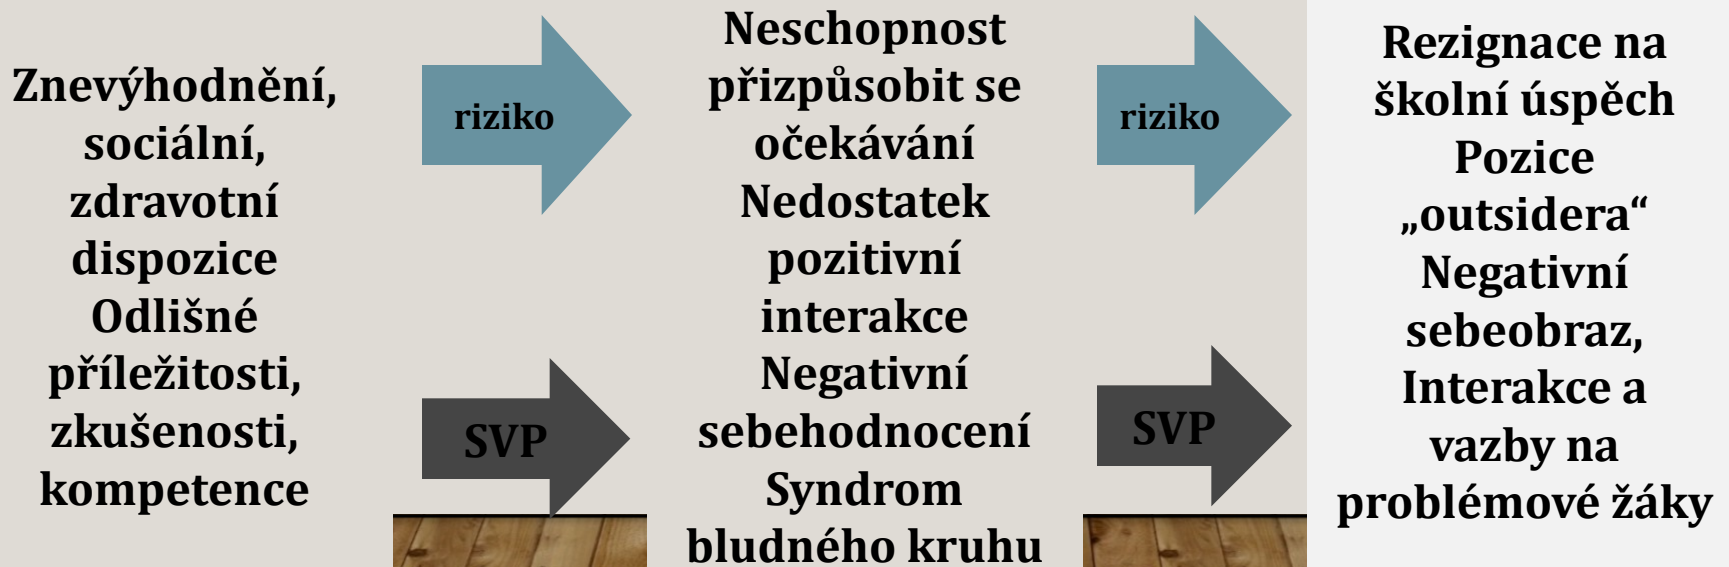 Znevýhodnění,
sociální,
zdravotní
dispozice
Odlišné
příležitosti,
zkušenosti,
kompetence
riziko
SVP
Neschopnost
přizpůsobit se
očekávání
Nedostatek
pozitivní
interakce
Negativní
sebehodnocení
Syndrom
bludného kruhu
riziko
SVP
Rezignace na
školní úspěch
Pozice
„outsidera“
Negativní
sebeobraz,
Interakce a
vazby na
problémové žáky